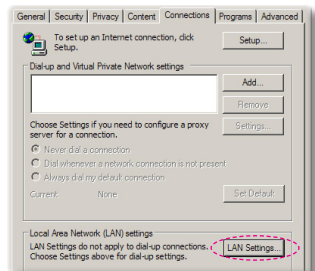 General Security Privacy Content Connections Programs Advanced
To set up an Internet connection, click Setup.
Setup...
Dial-up and Virtual Private Network settings
Add...
Remove
Choose Settings if you need to configure a proxy server for a connection.
Settings...
Never dial a connection
Dial whenever a network connection is not present
Always dial my default connection
Current None
Set Default
Local Area Network (LAN) settings
LAN Settings do not apply to dial-up connections. Choose Settings above for dial-up settings.
LAN Settings...